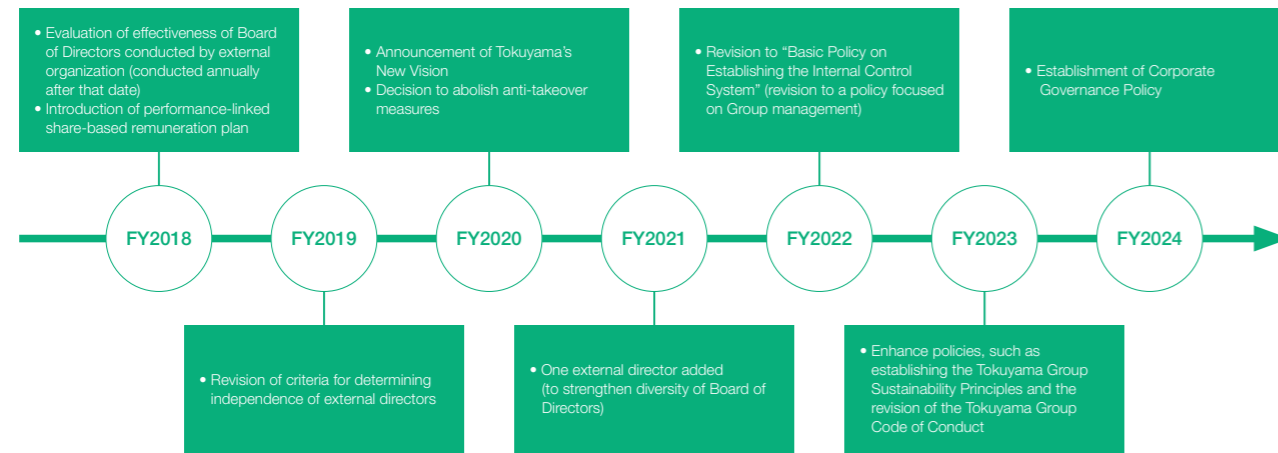 • Evaluation of effectiveness of Board
of Directors conducted by external
organization (conducted annually
after that date)
• Introduction of performance-linked
share-based remuneration plan
• Announcement of Tokuyama's
New Vision
• Decision to abolish anti-takeover
measures
• Revision to “Basic Policy on
Establishing the Internal Control
System” (revision to a policy focused
on Group management)
• Establishment of Corporate
Governance Policy
FY2018
FY2019
FY2020
FY2021
FY2022
FY2023
FY2024
• Revision of criteria for determining
independence of external directors
• One external director added
(to strengthen diversity of Board of
Directors)
• Enhance policies, such as
establishing the Tokuyama Group
Sustainability Principles and the
revision of the Tokuyama Group
Code of Conduct